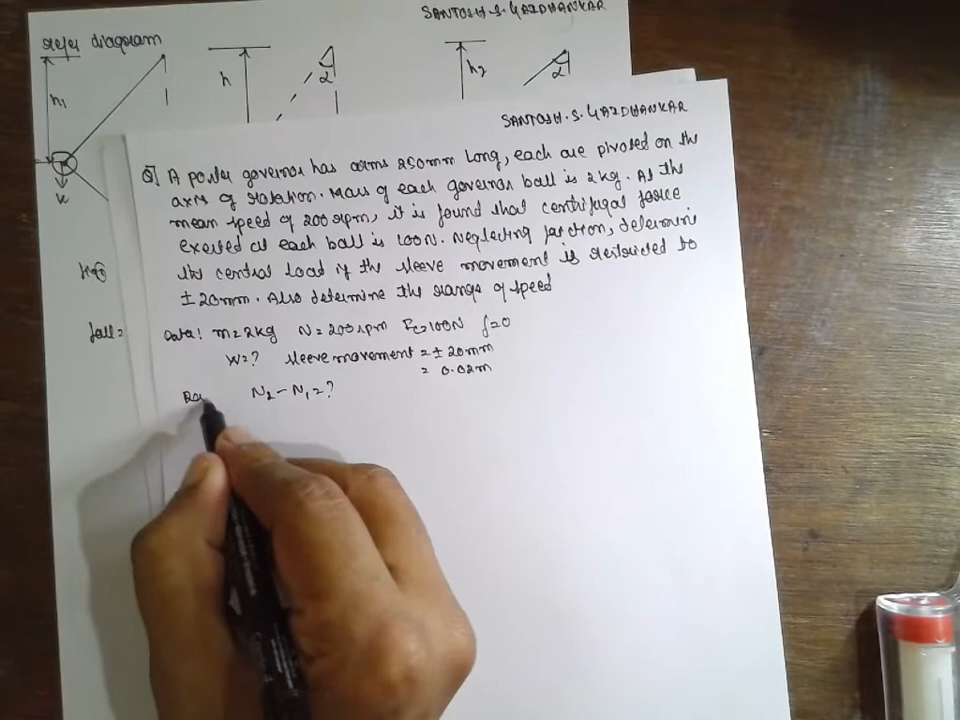 SANTOSH.S.GAIDHANKAR
refer diagram
h1
h
α
h2
α
SANTOSH.S.GAIDHANKAR
Q] A porter governor has arms 250mm long, each are pivoted on the
axis of rotation. Mass of each governor ball is 2 kg. At the
mean speed of 200 rpm, it is found that centrifugal force
exerted at each ball is 100N. Neglecting friction, determine
the central load if the sleeve movement is restricted to
± 20mm. Also determine the range of speed
Data: m=2kg N=200rpm Fc=100N f=0
W=? sleeve movement = ± 20mm
= 0.02m
N2-N1=?